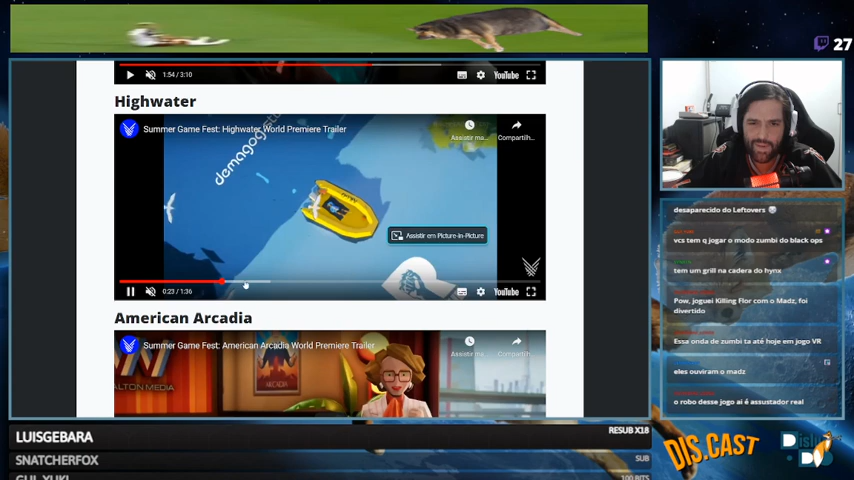 27
1:54 / 3:10
YouTube
Highwater
Summer Game Fest: Highwater World Premiere Trailer
Assistir ma...
Compartilh...
demagog
Assistir em Picture-in-Picture
0:23 / 1:36
YouTube
American Arcadia
Summer Game Fest: American Arcadia World Premiere Trailer
Assistir ma...
Compartilh...
ALTON MEDIA
ARCADIA
desaparecido do Leftovers
vcs tem q jogar o modo zumbi do black ops
tem um grill na cadera do hynx
Pow, joguei Killing Flor com o Madz, foi
divertido
Essa onda de zumbi ta até hoje em jogo VR
eles ouviram o madz
o robo desse jogo ai é assustador real
LUISGEBARA
RESUB X18
SNATCHERFOX
SUB
GUI_YUKI
100 BITS
DIS.CAST